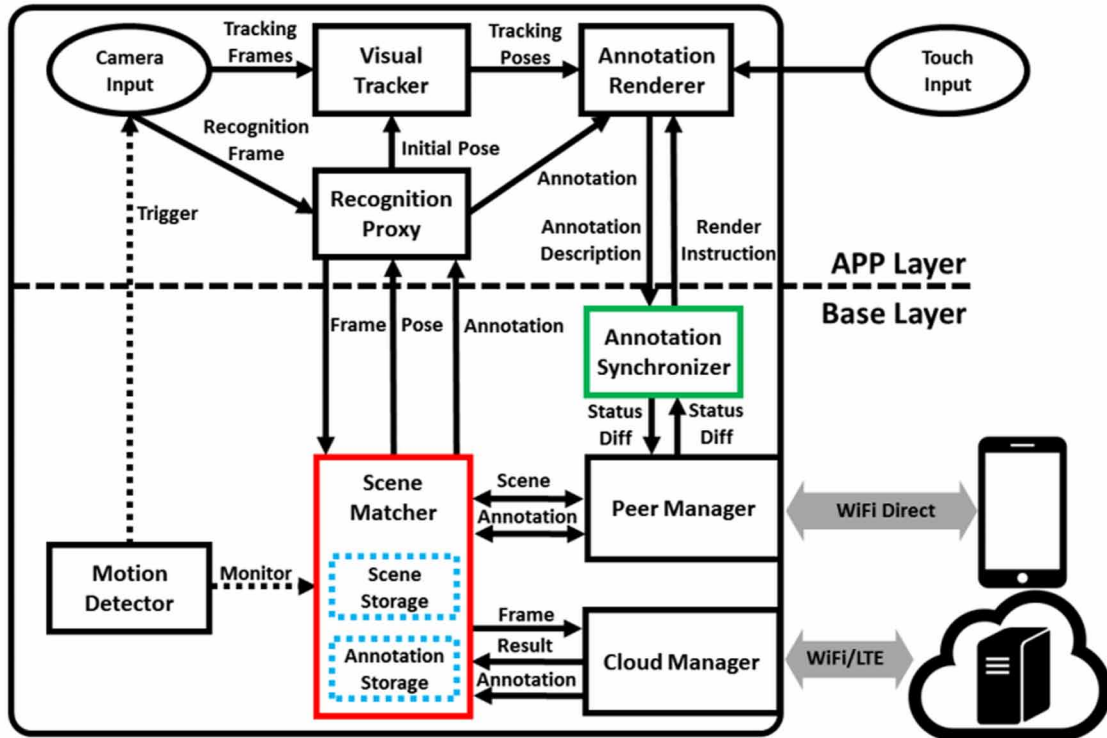 Camera
Input
Tracking
Frames
Visual
Tracker
Tracking
Poses
Annotation
Renderer
Touch
Input
Recognition
Frame
Initial Pose
Recognition
Proxy
Annotation
Trigger
Annotation
Description
Render
Instruction
APP Layer
Base Layer
Frame
Pose
Annotation
Annotation
Synchronizer
Status
Diff
Status
Diff
Scene
Matcher
Scene
Annotation
Peer Manager
WiFi Direct
Motion
Detector
Monitor
Scene
Storage
Annotation
Storage
Frame
Result
Annotation
Cloud Manager
WiFi/LTE